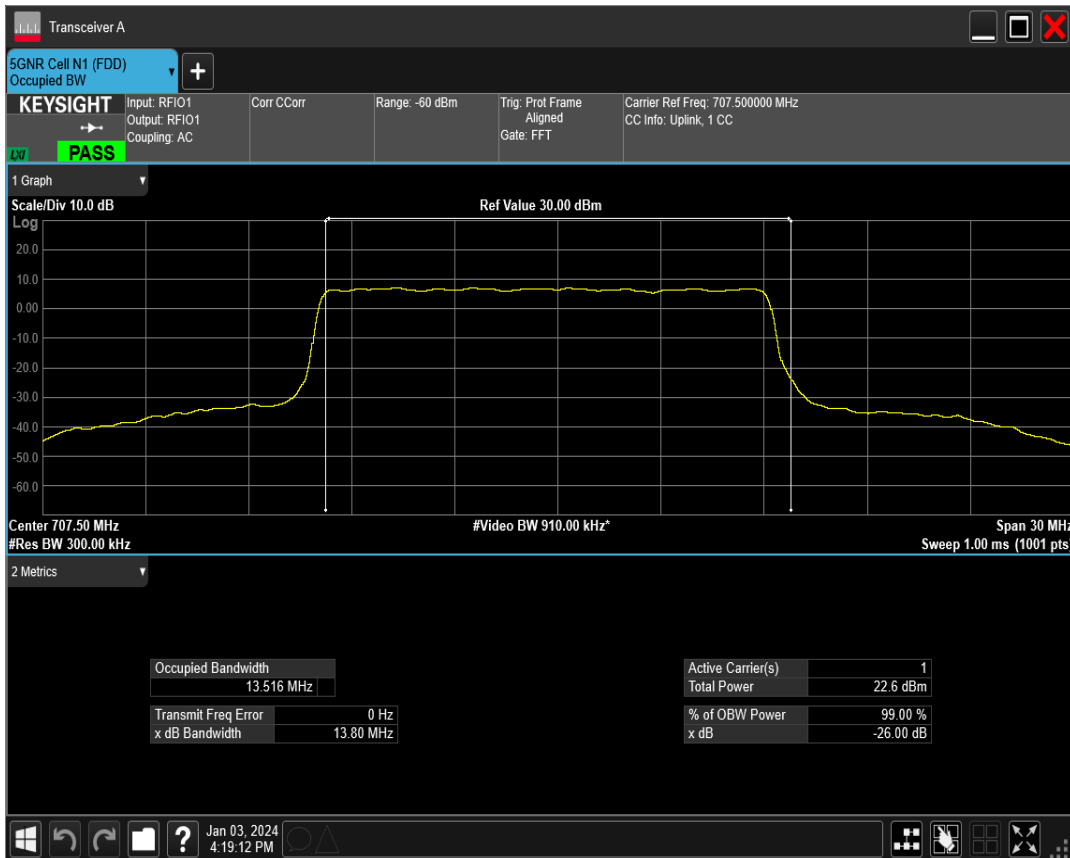 Transceiver A
5GNR Cell N1 (FDD)
Occupied BW
KEYSIGHT
LXI
PASS
Input: RFIO1
Output: RFIO1
Coupling: AC
Corr CCorr
Range: -60 dBm
Trig: Prot Frame
Aligned
Gate: FFT
Carrier Ref Freq: 707.500000 MHz
CC Info: Uplink, 1 CC
1 Graph
Scale/Div 10.0 dB
Ref Value 30.00 dBm
Log
20.0
10.0
0.00
-10.0
-20.0
-30.0
-40.0
-50.0
-60.0
Center 707.50 MHz
#Video BW 910.00 kHz*
Span 30 MHz
#Res BW 300.00 kHz
Sweep 1.00 ms (1001 pts)
2 Metrics
Occupied Bandwidth
13.516 MHz
Transmit Freq Error 0 Hz
x dB Bandwidth 13.80 MHz
Active Carrier(s) 1
Total Power 22.6 dBm
% of OBW Power 99.00 %
x dB -26.00 dB
?
Jan 03, 2024
4:19:12 PM